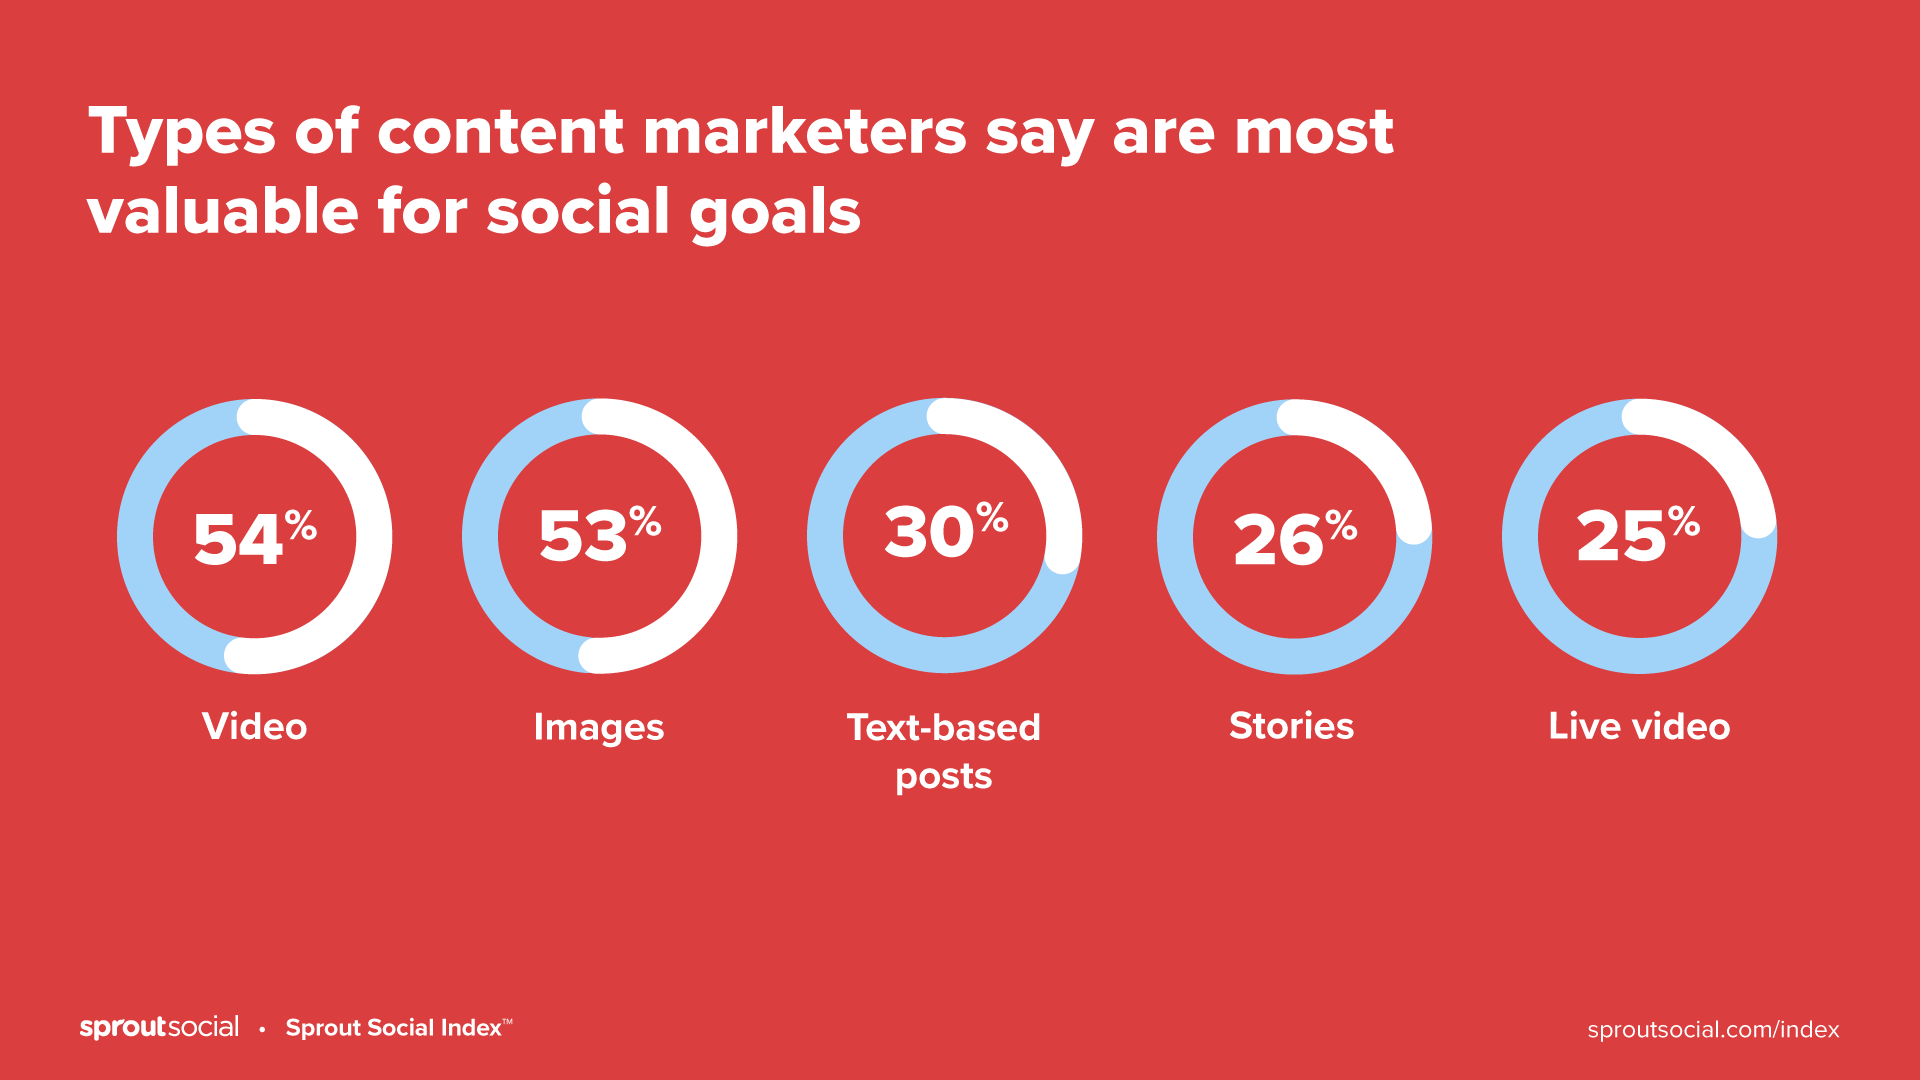 Types of content marketers say are most
valuable for social goals
54%
53%
30%
26%
25%
Video
Images
Text-based
posts
Stories
Live video
sproutsocial • Sprout Social Index™
sproutsocial.com/index